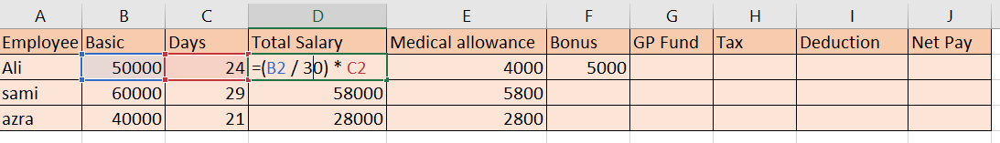 A B C D E F G H I J
Employee Basic Days Total Salary Medical allowance Bonus GP Fund Tax Deduction Net Pay
Ali 50000 24 =(B2 / 30) * C2 4000 5000
sami 60000 29 58000 5800
azra 40000 21 28000 2800